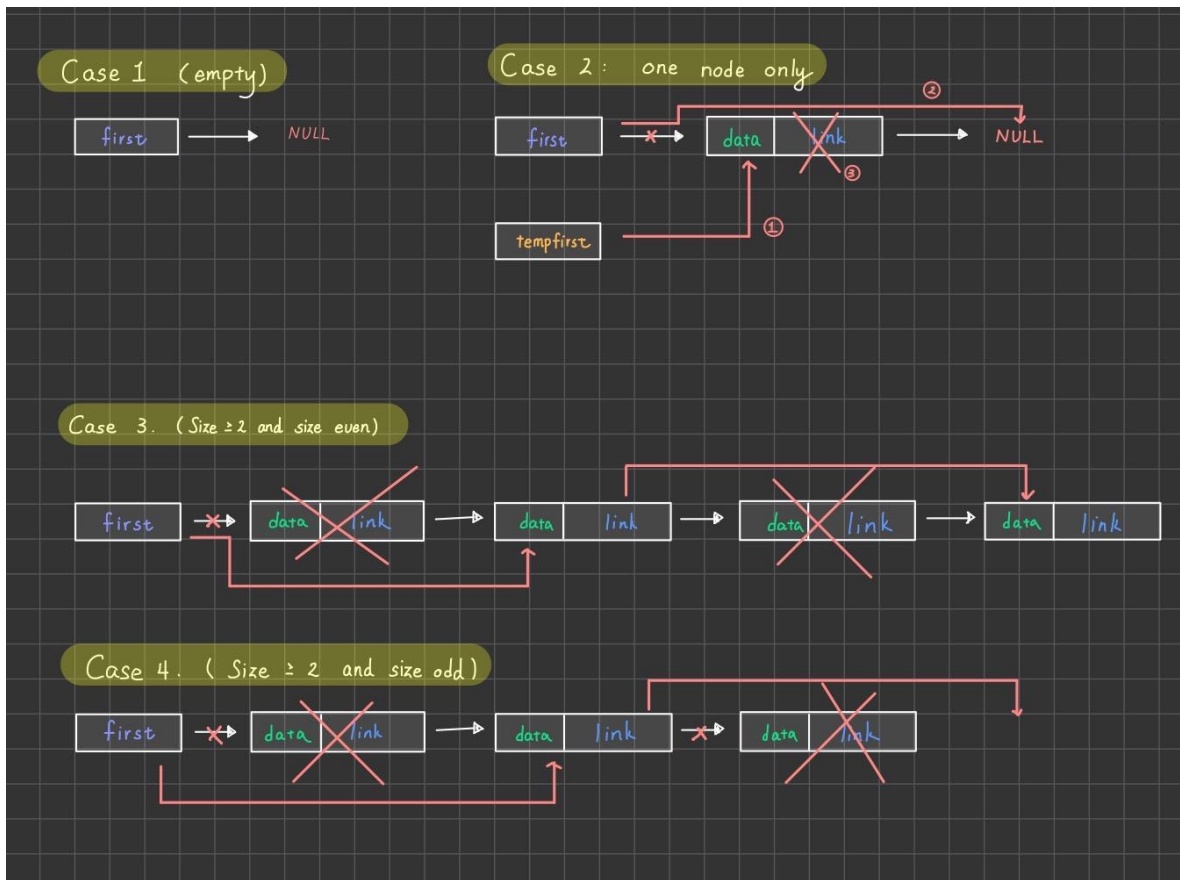 Case 1 (empty)
first
NULL
Case 2: one node only
②
first
data
link
NULL
③
tempfirst
①
Case 3. (Size ≥ 2 and size even)
first
data
link
data
link
data
link
data
link
Case 4. (Size ≥ 2 and size odd)
first
data
link
data
link
data
link